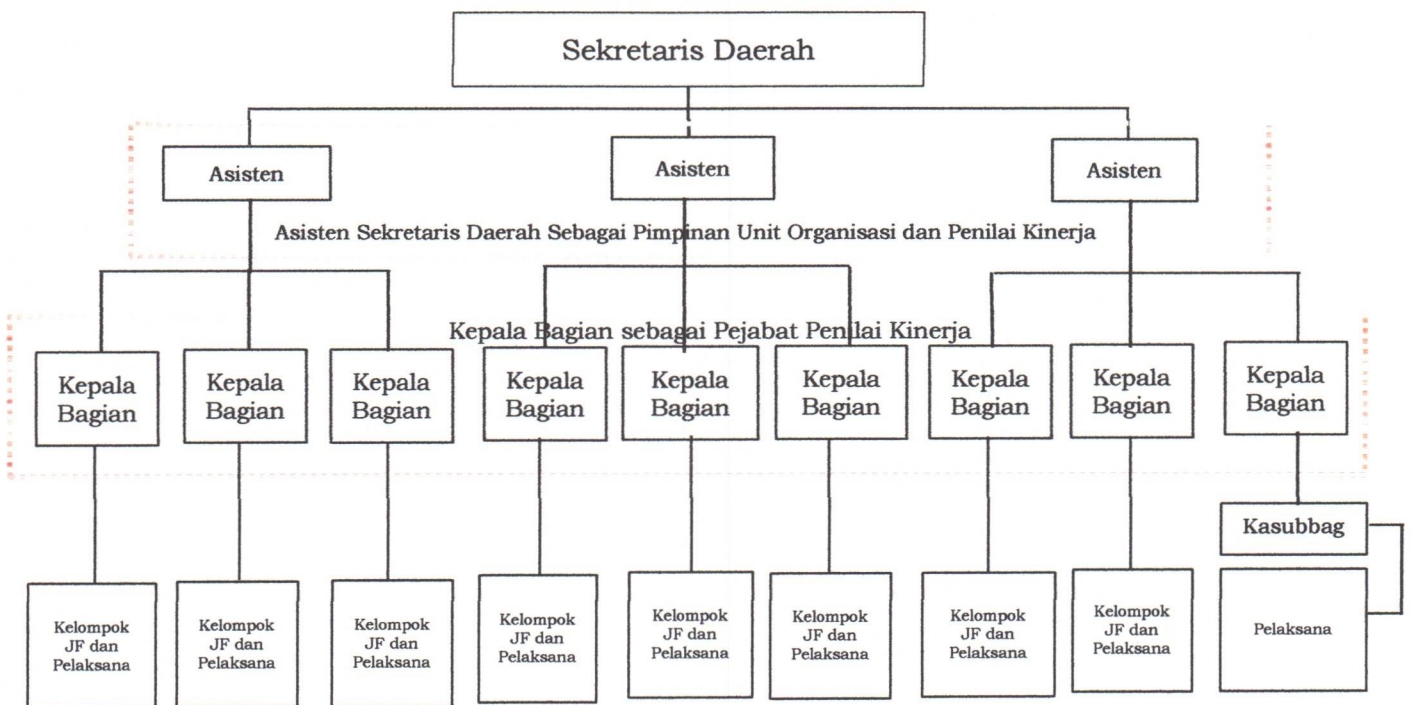 Sekretaris Daerah
Asisten
Asisten
Asisten
Asisten Sekretaris Daerah Sebagai Pimpinan Unit Organisasi dan Penilai Kinerja
Kepala Bagian sebagai Pejabat Penilai Kinerja
Kepala
Bagian
Kepala
Bagian
Kepala
Bagian
Kepala
Bagian
Kepala
Bagian
Kepala
Bagian
Kepala
Bagian
Kepala
Bagian
Kepala
Bagian
Kasubbag
Kelompok
JF dan
Pelaksana
Kelompok
JF dan
Pelaksana
Kelompok
JF dan
Pelaksana
Kelompok
JF dan
Pelaksana
Kelompok
JF dan
Pelaksana
Kelompok
JF dan
Pelaksana
Kelompok
JF dan
Pelaksana
Kelompok
JF dan
Pelaksana
Pelaksana